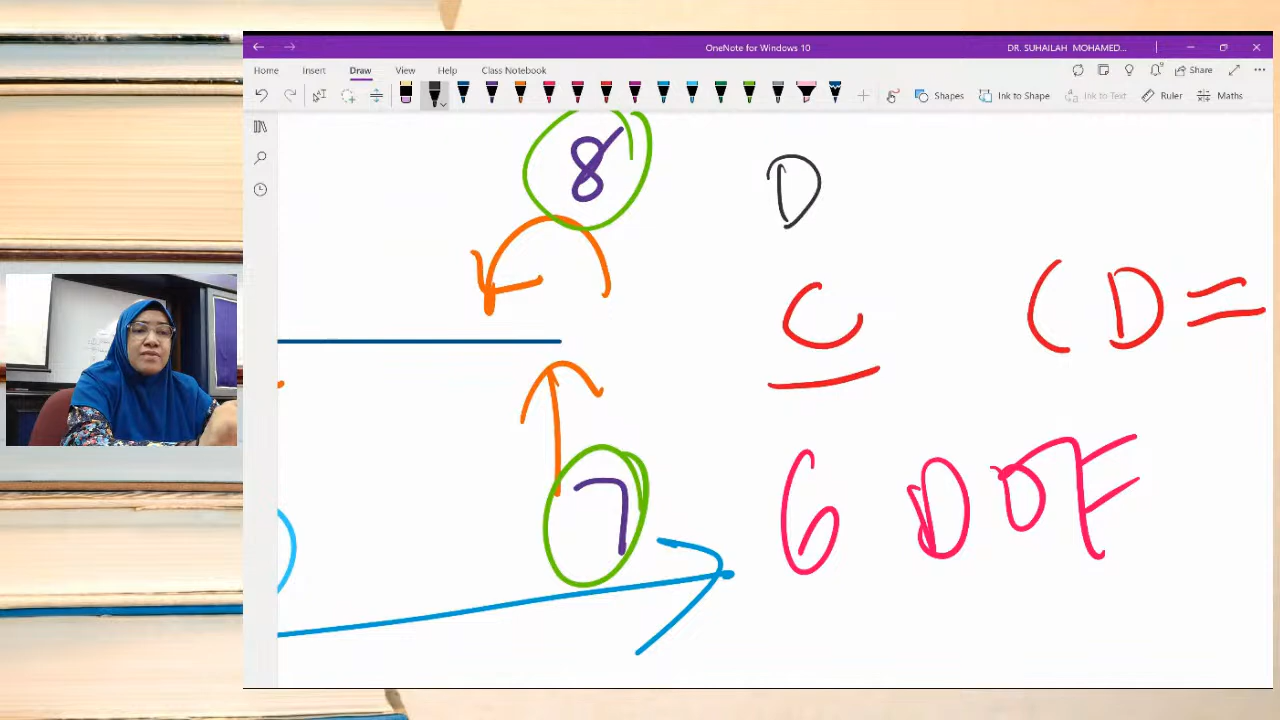 OneNote for Windows 10
DR. SUHAILAH MOHAMED...
Home Insert Draw View Help Class Notebook
Share
Shapes Ink to Shape Ink to Text Ruler Maths
8
D
C
(D=
7
6 DOF